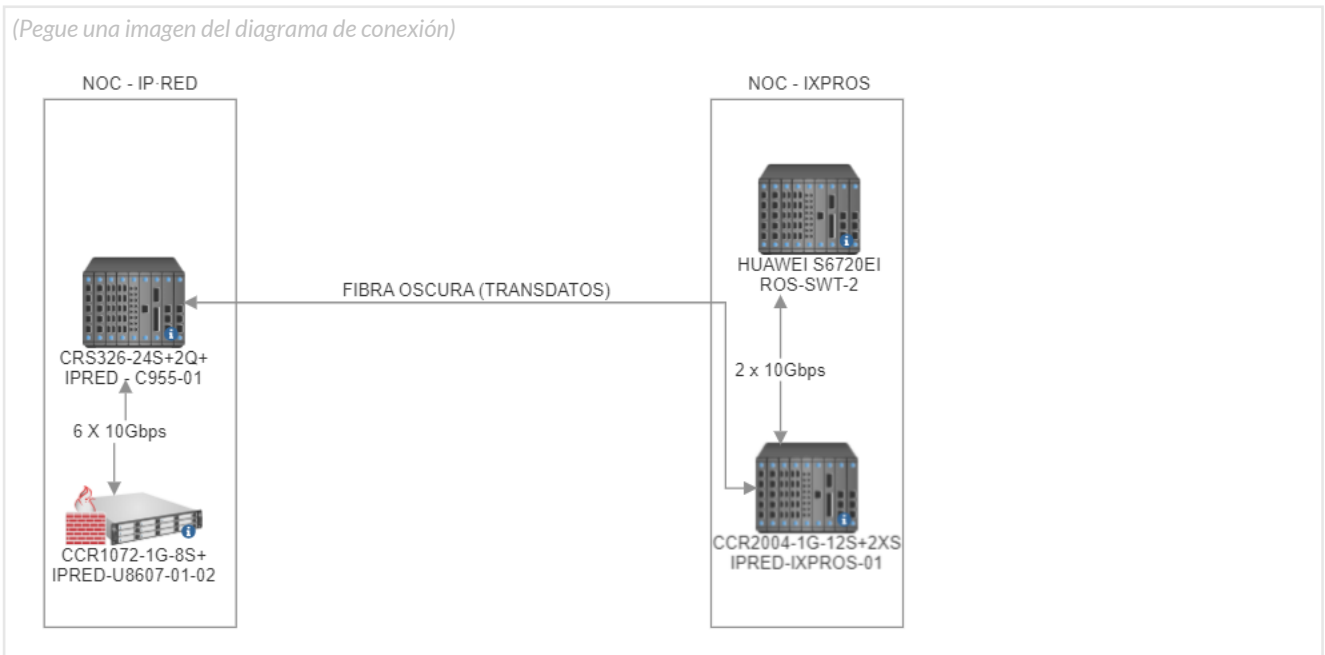 (Pegue una imagen del diagrama de conexión)
NOC - IP·RED
NOC - IXPROS
HUAWEI S6720EI
ROS-SWT-2
FIBRA OSCURA (TRANSDATOS)
CRS326-24S+2Q+
IPRED - C955-01
2 x 10Gbps
6 X 10Gbps
CCR1072-1G-8S+
IPRED-U8607-01-02
CCR2004-1G-12S+2XS
IPRED-IXPROS-01